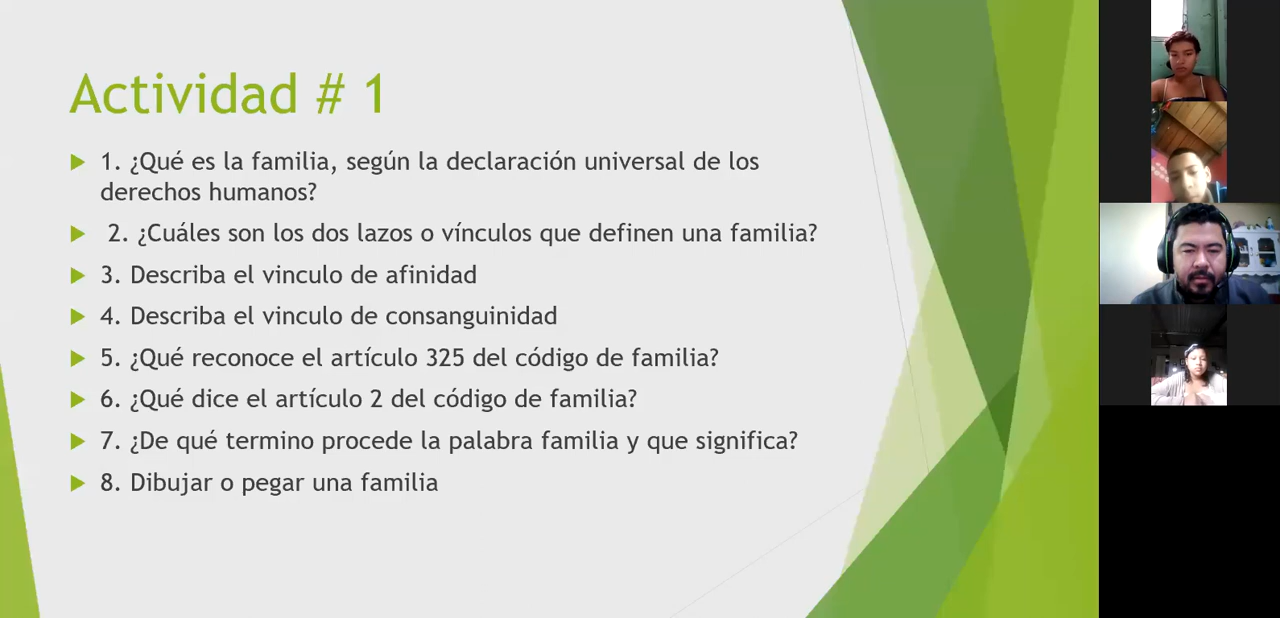 Actividad # 1
1. ¿Qué es la familia, según la declaración universal de los
derechos humanos?
2. ¿Cuáles son los dos lazos o vínculos que definen una familia?
3. Describa el vinculo de afinidad
4. Describa el vinculo de consanguinidad
5. ¿Qué reconoce el artículo 325 del código de familia?
6. ¿Qué dice el artículo 2 del código de familia?
7. ¿De qué termino procede la palabra familia y que significa?
8. Dibujar o pegar una familia